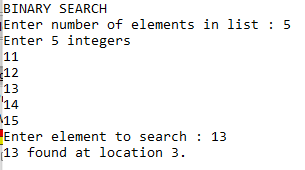 BINARY SEARCH
Enter number of elements in list : 5
Enter 5 integers
11
12
13
14
15
Enter element to search : 13
13 found at location 3.